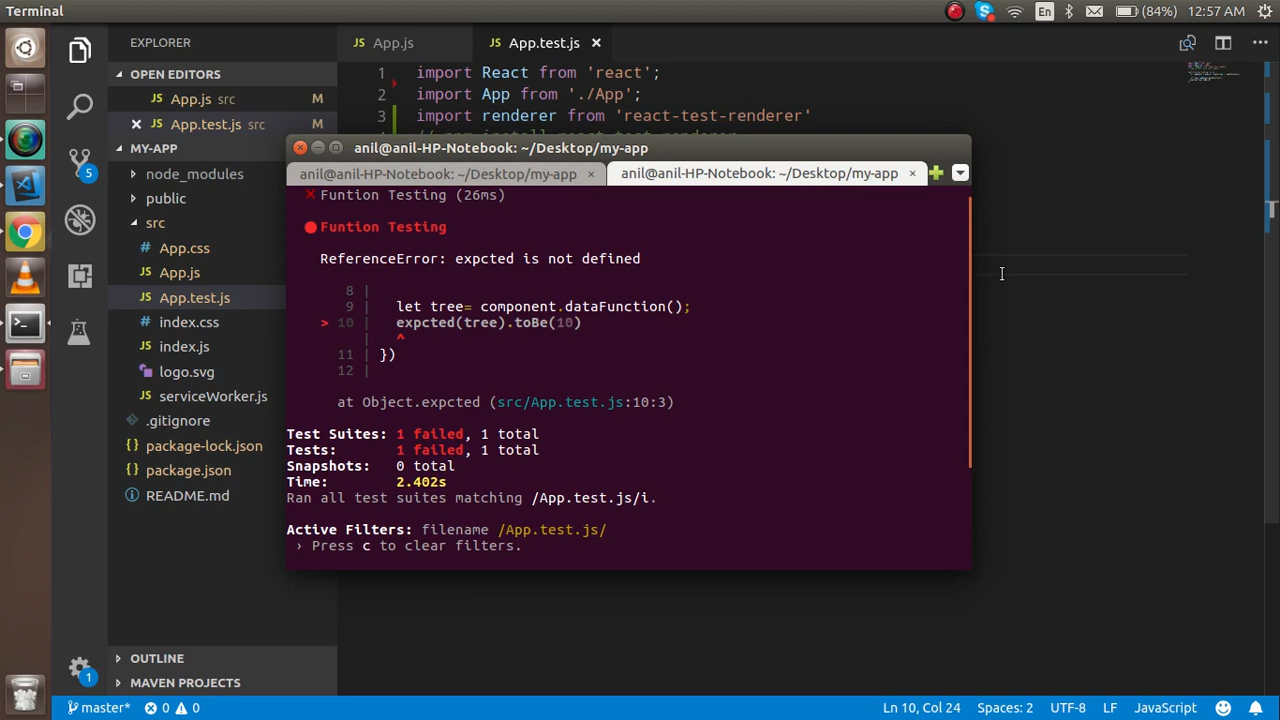 Terminal
En
(84%)
12:57 AM
EXPLORER
OPEN EDITORS
JS App.js src M
JS App.test.js src M
MY-APP
node_modules
public
src
App.css
JS App.js
JS App.test.js
index.css
JS index.js
logo.svg
JS serviceWorker.js
.gitignore
{} package-lock.json
{} package.json
README.md
OUTLINE
MAVEN PROJECTS
5
1
JS App.js
JS App.test.js
1 import React from 'react';
2 import App from './App';
3 import renderer from 'react-test-renderer'
anil@anil-HP-Notebook: ~/Desktop/my-app
anil@anil-HP-Notebook: ~/Desktop/my-app
anil@anil-HP-Notebook: ~/Desktop/my-app
✕ Funtion Testing (26ms)
● Funtion Testing
ReferenceError: expcted is not defined
8 |
9 | let tree= component.dataFunction();
> 10 | expcted(tree).toBe(10)
| ^
11 | })
12 |
at Object.expcted (src/App.test.js:10:3)
Test Suites: 1 failed, 1 total
Tests: 1 failed, 1 total
Snapshots: 0 total
Time: 2.402s
Ran all test suites matching /App.test.js/i.
Active Filters: filename /App.test.js/
› Press c to clear filters.
master*
0
0
Ln 10, Col 24
Spaces: 2
UTF-8
LF
JavaScript